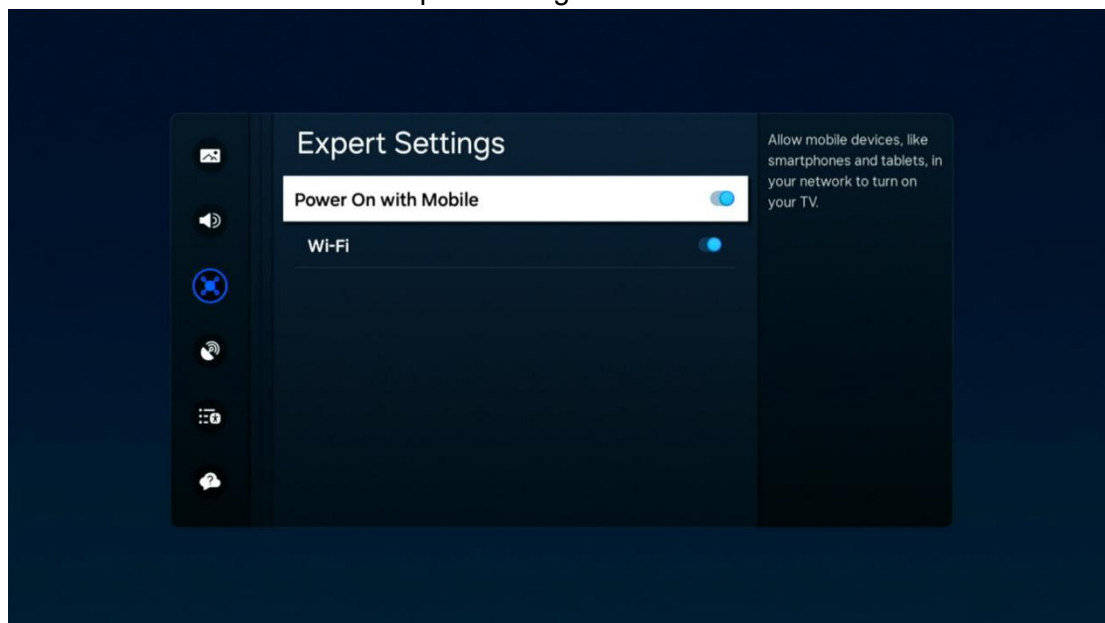 Expert Settings
Power On with Mobile
Wi-Fi
Allow mobile devices, like
smartphones and tablets, in
your network to turn on
your TV.